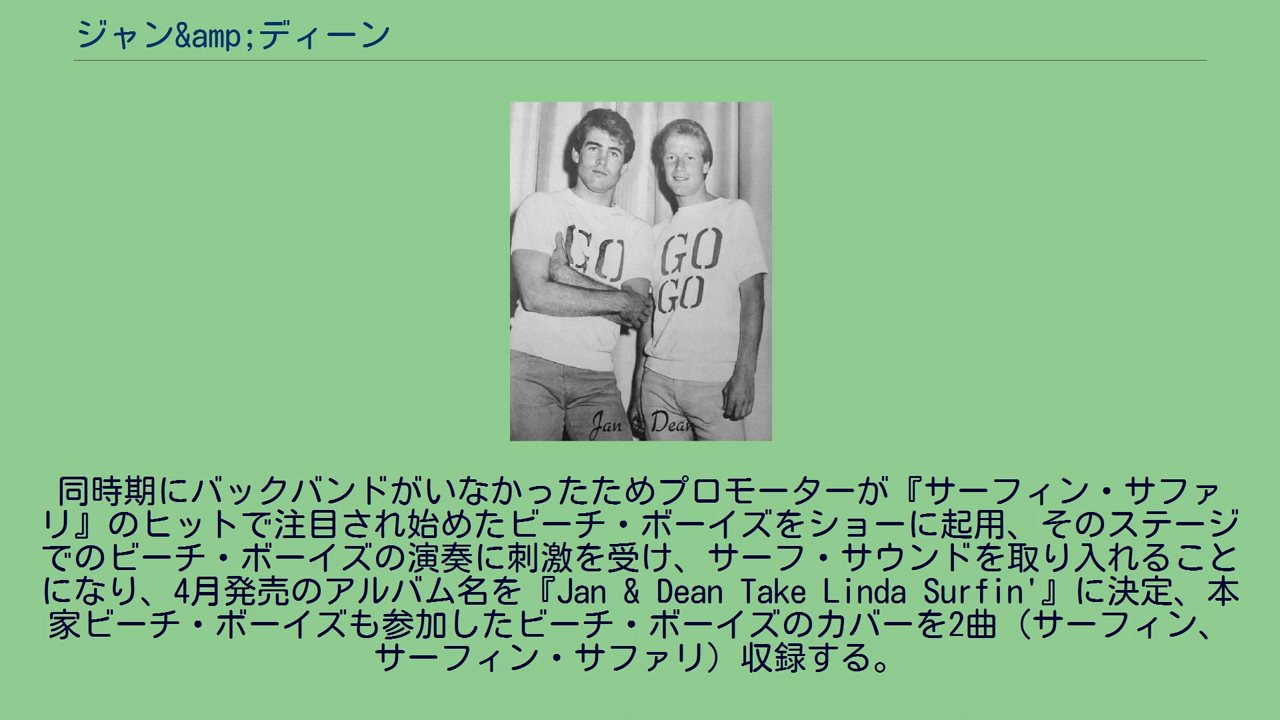 ジャン&amp;ディーン
GO
GO
GO
Jan & Dean
同時期にバックバンドがいなかったためプロモーターが『サーフィン・サファ
リ』のヒットで注目され始めたビーチ・ボーイズをショーに起用、そのステージ
でのビーチ・ボーイズの演奏に刺激を受け、サーフ・サウンドを取り入れること
になり、4月発売のアルバム名を『Jan & Dean Take Linda Surfin'』に決定、本
家ビーチ・ボーイズも参加したビーチ・ボーイズのカバーを2曲（サーフィン、
サーフィン・サファリ）収録する。